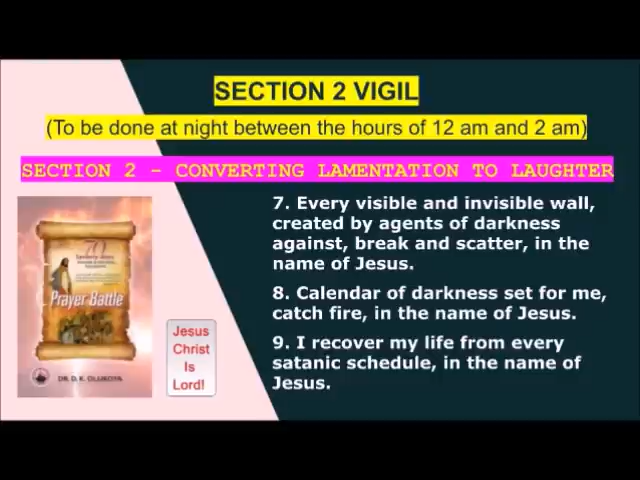 SECTION 2 VIGIL
(To be done at night between the hours of 12 am and 2 am)
SECTION 2 - CONVERTING LAMENTATION TO LAUGHTER
7. Every visible and invisible wall,
created by agents of darkness
against, break and scatter, in the
name of Jesus.
8. Calendar of darkness set for me,
catch fire, in the name of Jesus.
9. I recover my life from every
satanic schedule, in the name of
Jesus.
70
Prayer Battle
DR. D.K. OLUKOYA
Jesus
Christ
Is
Lord!